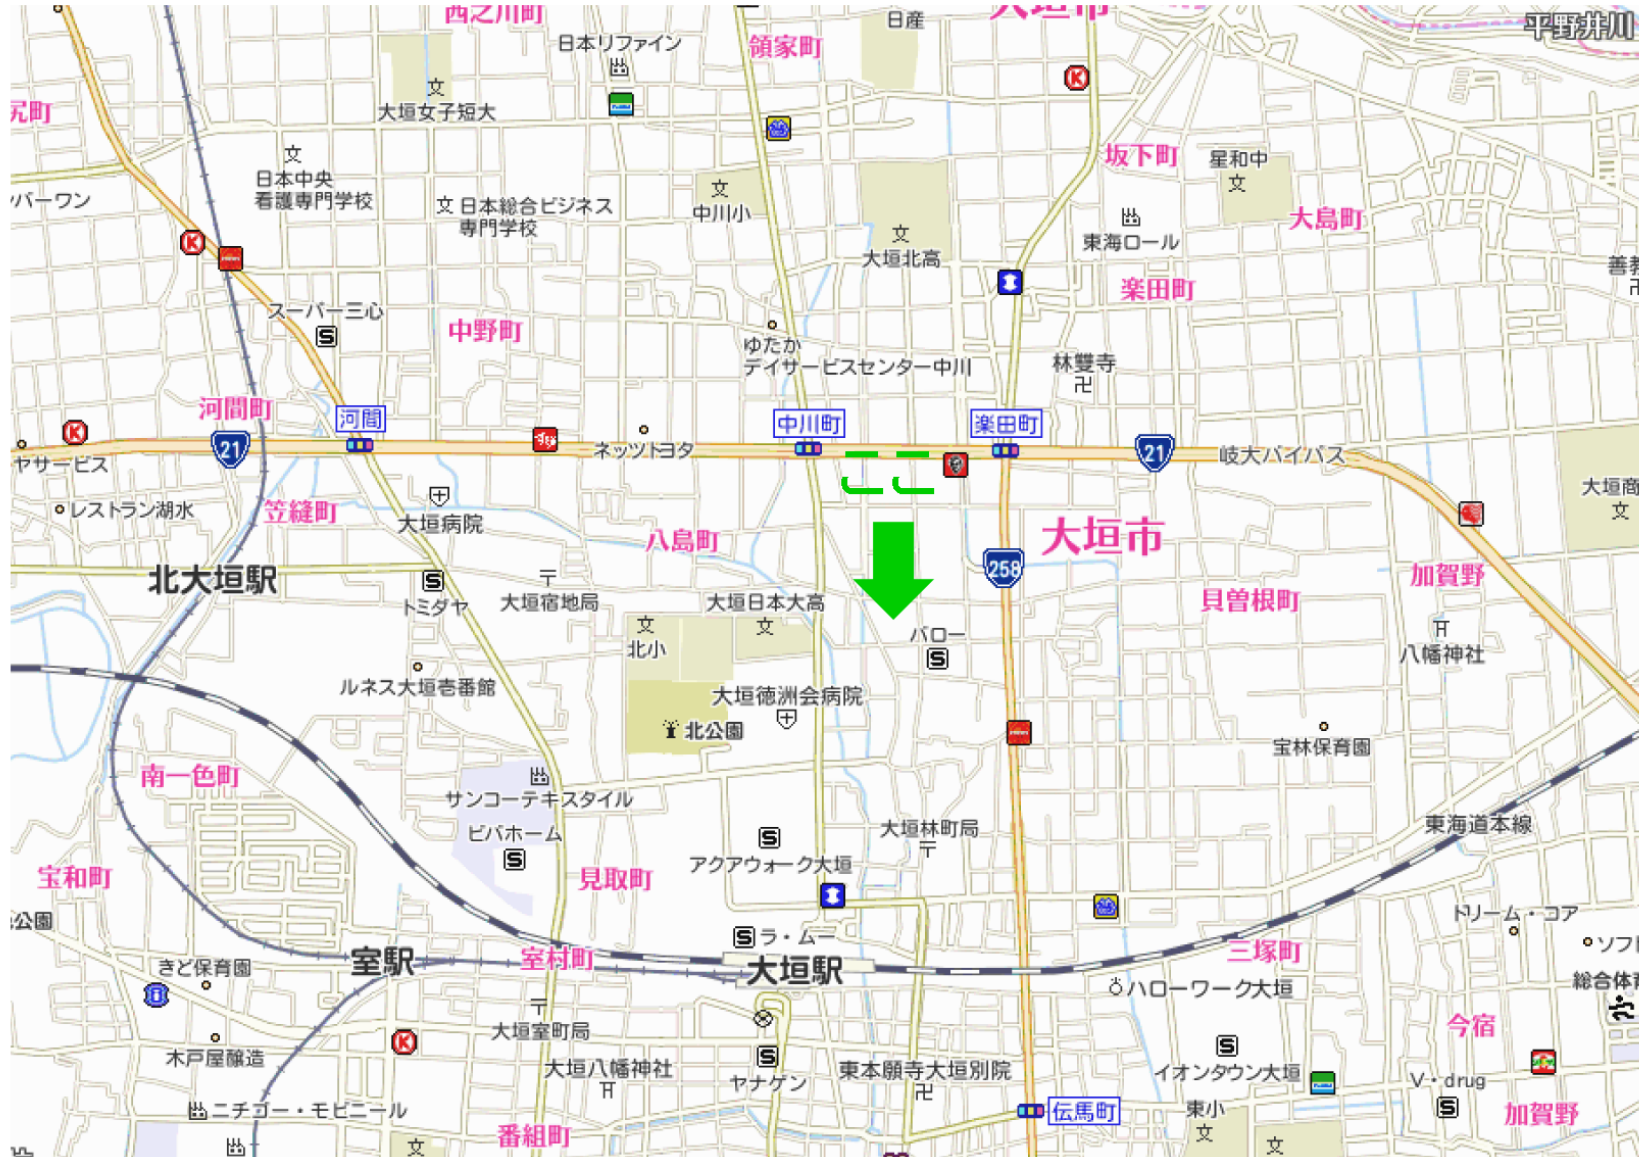 西之川町
大垣市
日産
平野井川
日本リファイン
領家町
尻町
大垣女子短大
坂下町
星和中
日本中央
看護専門学校
バーワン
日本総合ビジネス
専門学校
中川小
大島町
東海ロール
大垣北高
楽田町
スーパー三心
中野町
ゆたか
デイサービスセンター中川
林雙寺
河間町
河間
中川町
楽田町
21
ネッツトヨタ
21
岐大バイパス
ヤサービス
レストラン湖水
笠縫町
大垣病院
八島町
大垣市
大垣商
258
北大垣駅
トミダヤ
大垣宿地局
大垣日本大高
加賀野
貝曽根町
北小
バロー
八幡神社
ルネス大垣壱番館
大垣徳洲会病院
北公園
宝林保育園
南一色町
サンコーテキスタイル
ビバホーム
大垣林町局
東海道本線
アクアウォーク大垣
宝和町
見取町
公園
ドリーム・コア
ラ・ムー
ソフト
室駅
室村町
大垣駅
三塚町
きど保育園
ハローワーク大垣
総合体育
大垣室町局
今宿
木戸屋醸造
大垣八幡神社
ヤナゲン
東本願寺大垣別院
イオンタウン大垣
V・drug
ニチゴー・モビニール
伝馬町
東小
加賀野
番組町